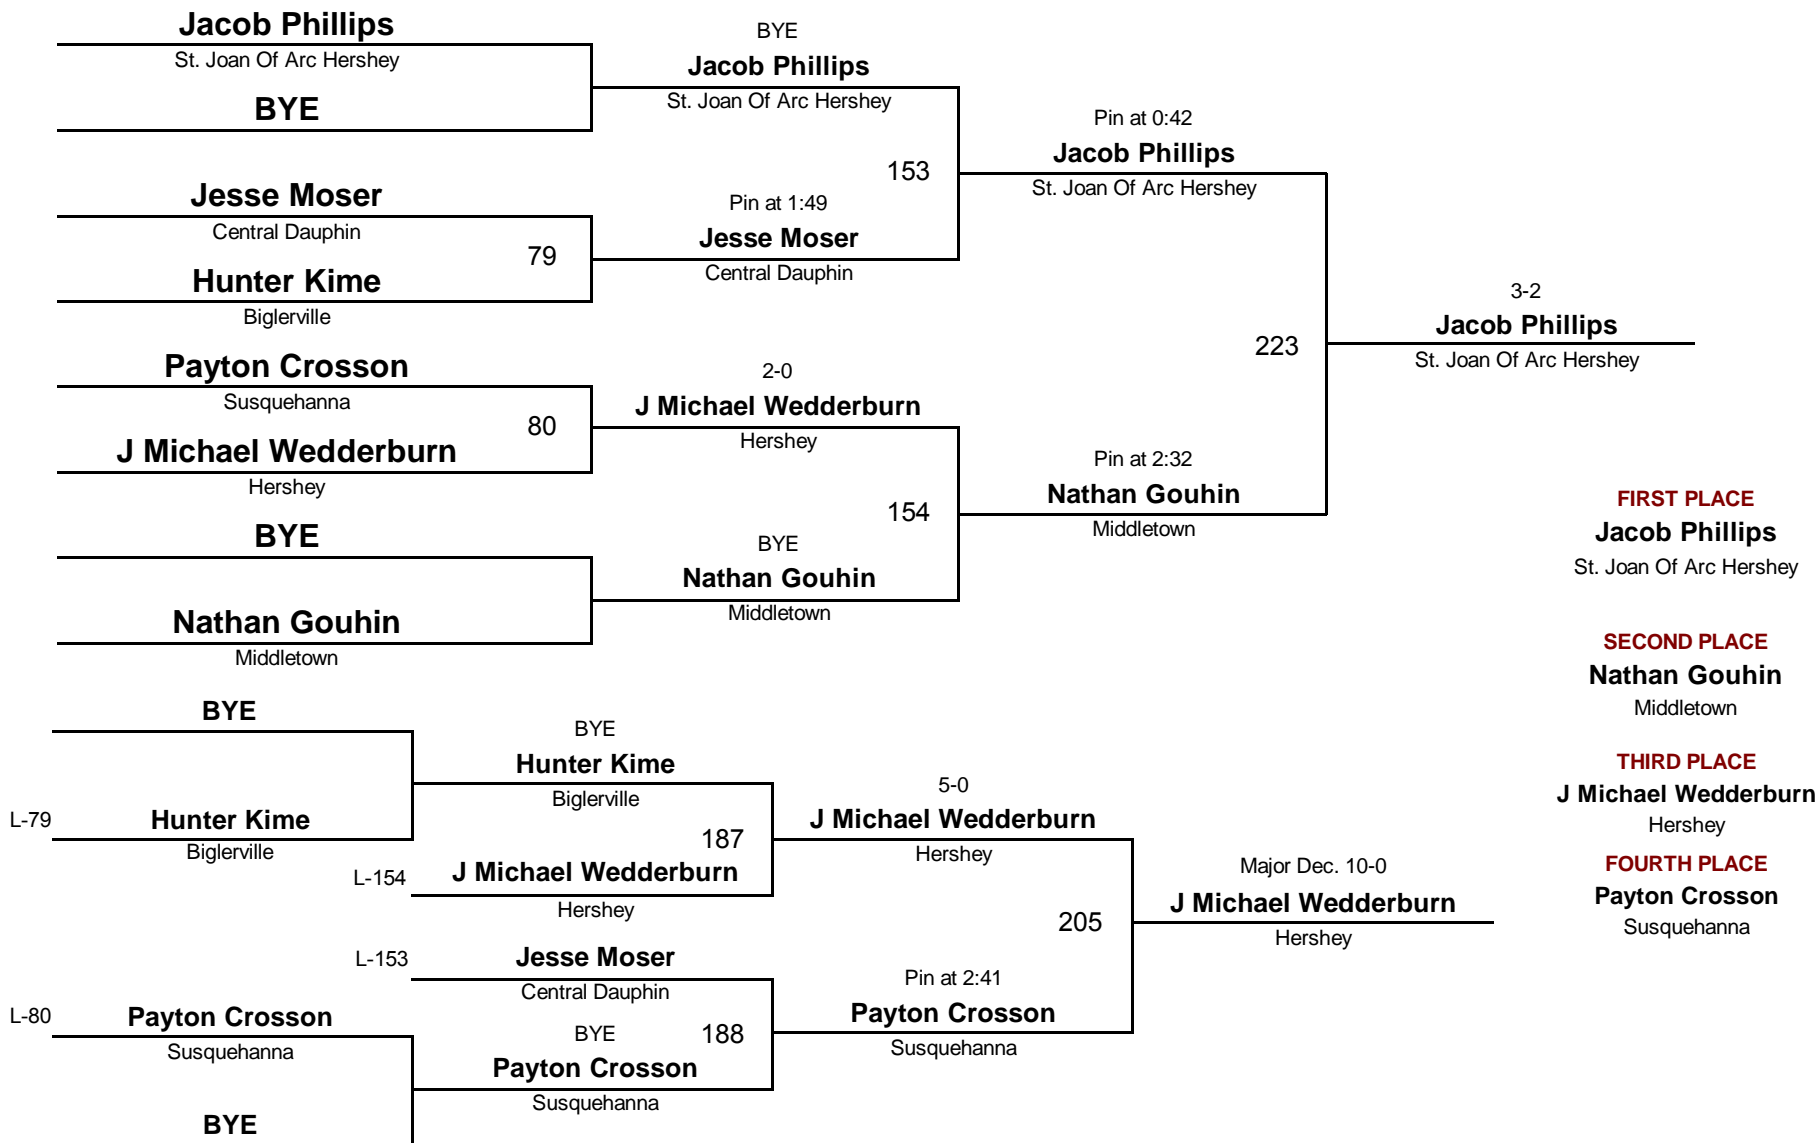 Jacob Phillips
St. Joan Of Arc Hershey
BYE
Jesse Moser
Central Dauphin
79
Hunter Kime
Biglerville
Payton Crosson
Susquehanna
80
J Michael Wedderburn
Hershey
BYE
Nathan Gouhin
Middletown
BYE
Jacob Phillips
St. Joan Of Arc Hershey
153
Pin at 1:49
Jesse Moser
Central Dauphin
2-0
J Michael Wedderburn
Hershey
154
BYE
Nathan Gouhin
Middletown
Pin at 0:42
Jacob Phillips
St. Joan Of Arc Hershey
223
Pin at 2:32
Nathan Gouhin
Middletown
3-2
Jacob Phillips
St. Joan Of Arc Hershey
BYE
L-79
Hunter Kime
Biglerville
L-80
Payton Crosson
Susquehanna
BYE
BYE
Hunter Kime
Biglerville
187
L-154
J Michael Wedderburn
Hershey
L-153
Jesse Moser
Central Dauphin
188
BYE
Payton Crosson
Susquehanna
5-0
J Michael Wedderburn
Hershey
205
Pin at 2:41
Payton Crosson
Susquehanna
Major Dec. 10-0
J Michael Wedderburn
Hershey
FIRST PLACE
Jacob Phillips
St. Joan Of Arc Hershey
SECOND PLACE
Nathan Gouhin
Middletown
THIRD PLACE
J Michael Wedderburn
Hershey
FOURTH PLACE
Payton Crosson
Susquehanna